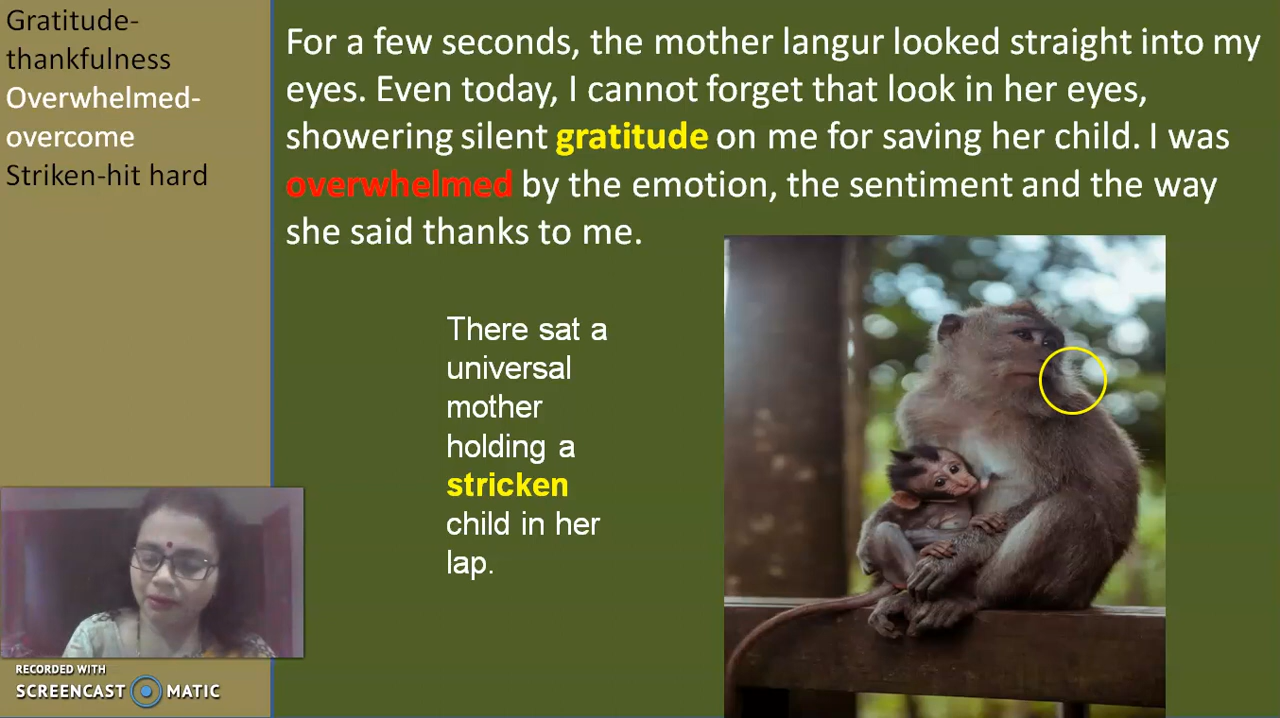 Gratitude-
thankfulness
Overwhelmed-
overcome
Striken-hit hard
For a few seconds, the mother langur looked straight into my
eyes. Even today, I cannot forget that look in her eyes,
showering silent gratitude on me for saving her child. I was
overwhelmed by the emotion, the sentiment and the way
she said thanks to me.
There sat a
universal
mother
holding a
stricken
child in her
lap.
RECORDED WITH
SCREENCAST MATIC